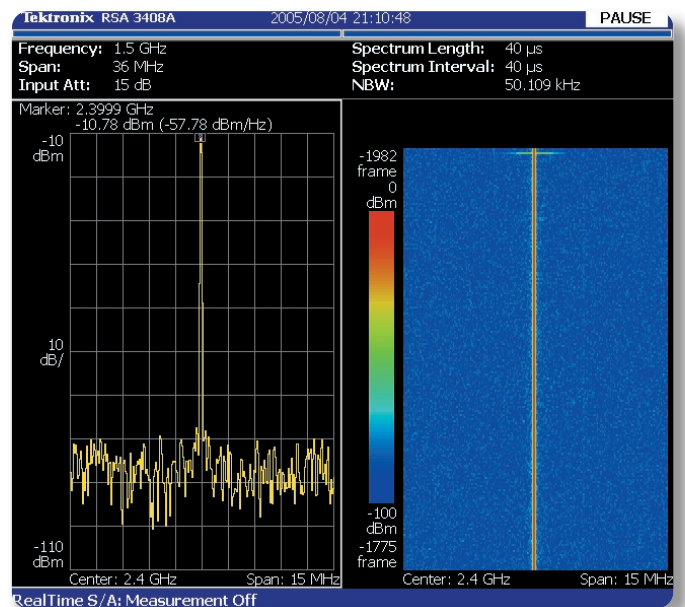 Tektronix RSA 3408A 2005/08/04 21:10:48 PAUSE
Frequency: 1.5 GHz
Span: 36 MHz
Input Att: 15 dB
Spectrum Length: 40 µs
Spectrum Interval: 40 µs
NBW: 50.109 kHz
Marker: 2.3999 GHz
-10.78 dBm (-57.78 dBm/Hz)
-10
dBm
10
dB/
-110
dBm
Center: 2.4 GHz Span: 15 MHz
-1982
frame
0
dBm
-100
dBm
-1775
frame
Center: 2.4 GHz Span: 15 MHz
RealTime S/A: Measurement Off